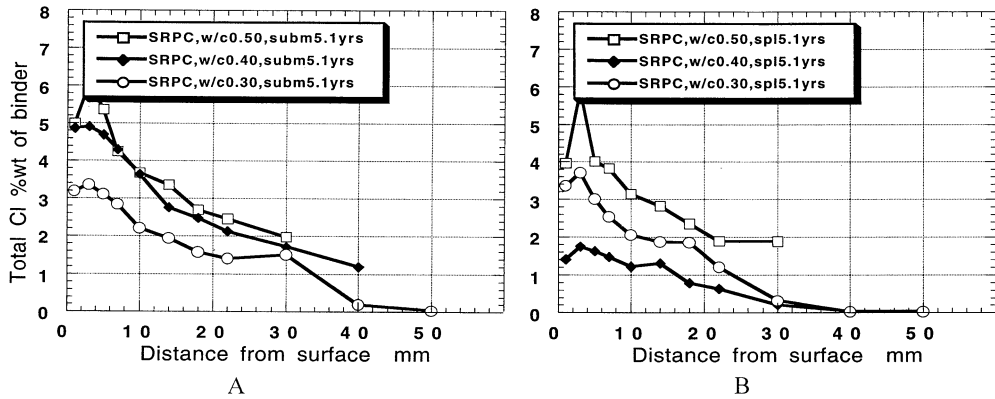 8
7
6
5
4
3
2
1
0
Total Cl %wt of binder
SRPC,w/c0.50,subm5.1yrs
SRPC,w/c0.40,subm5.1yrs
SRPC,w/c0.30,subm5.1yrs
0 10 20 30 40 50
Distance from surface mm
A
8
7
6
5
4
3
2
1
0
SRPC,w/c0.50,spl5.1yrs
SRPC,w/c0.40,spl5.1yrs
SRPC,w/c0.30,spl5.1yrs
0 10 20 30 40 50
Distance from surface mm
B